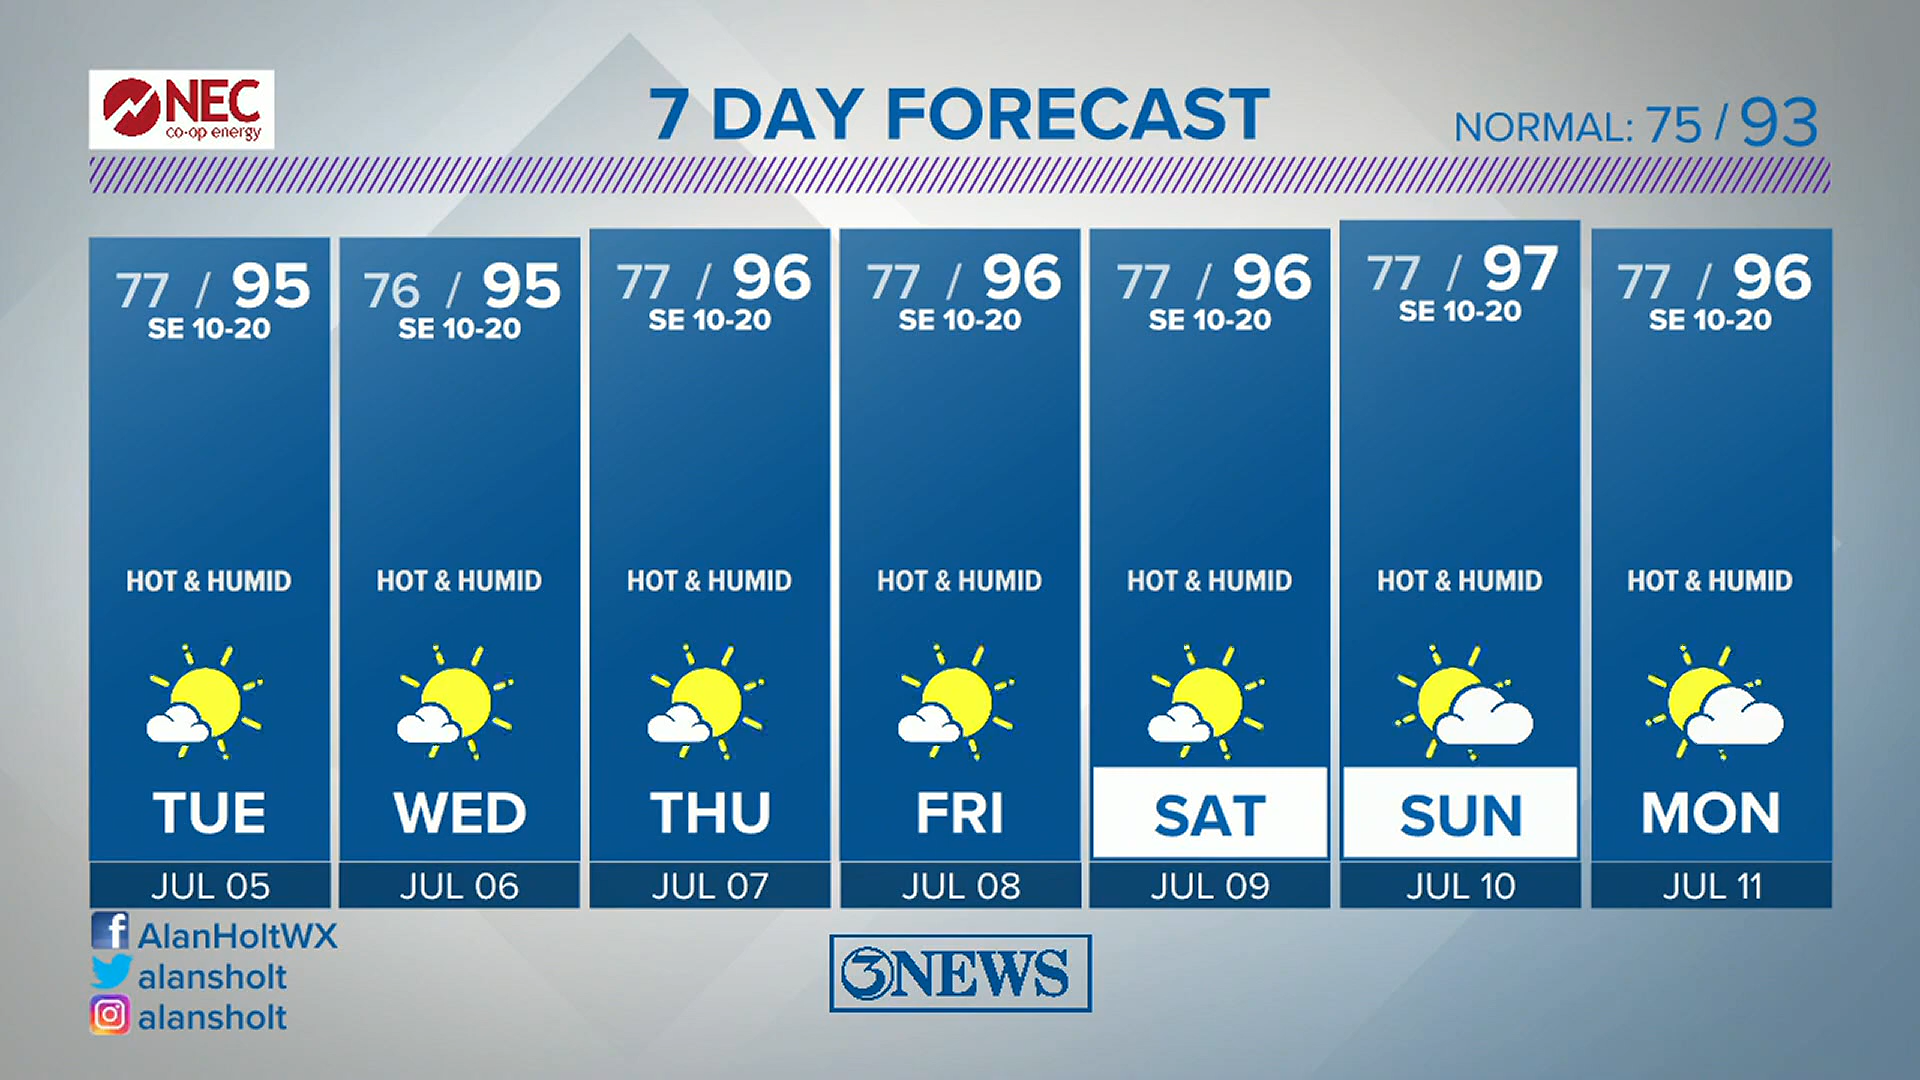 NEC
co-op energy
7 DAY FORECAST
NORMAL: 75 / 93
77 / 95
SE 10-20
HOT & HUMID
TUE
JUL 05
76 / 95
SE 10-20
HOT & HUMID
WED
JUL 06
77 / 96
SE 10-20
HOT & HUMID
THU
JUL 07
77 / 96
SE 10-20
HOT & HUMID
FRI
JUL 08
77 / 96
SE 10-20
HOT & HUMID
SAT
JUL 09
77 / 97
SE 10-20
HOT & HUMID
SUN
JUL 10
77 / 96
SE 10-20
HOT & HUMID
MON
JUL 11
f AlanHoltWX
alansholt
alansholt
3NEWS